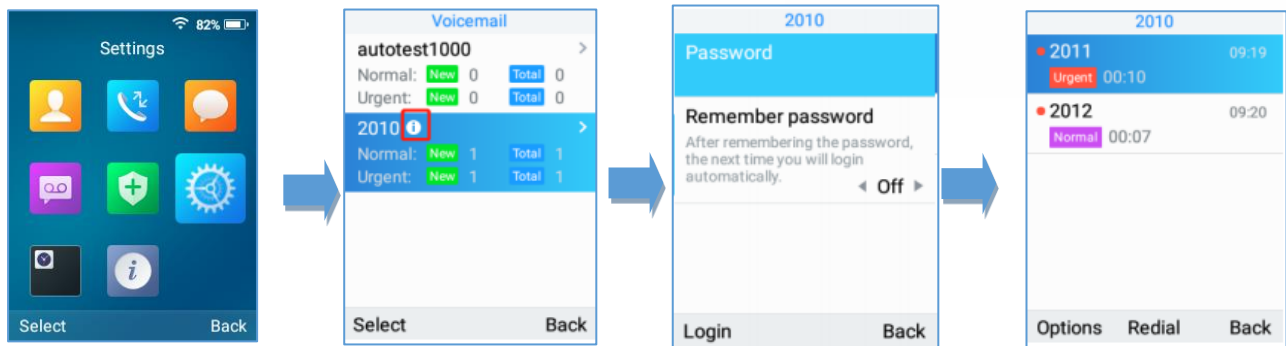 82%
Settings
Select Back
Voicemail
autotest1000
Normal: New 0 Total 0
Urgent: New 0 Total 0
2010
Normal: New 1 Total 1
Urgent: New 1 Total 1
Select Back
2010
Password
Remember password
After remembering the password,
the next time you will login
automatically.
Off
Login Back
2010
2011 09:19
Urgent 00:10
2012 09:20
Normal 00:07
Options Redial Back